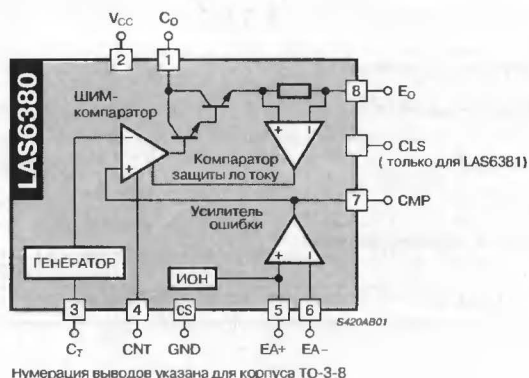 V_CC C_O
2 1
LAS6380
ШИМ-
компаратор
8 E_O
CLS
(только для LAS6381)
Компаратор
защиты ло току
7 CMP
Усилитель
ошибки
ГЕНЕРАТОР
ИОН
3 4 CS 5 6
S420AB01
C_T CNT GND EA+ EA−
Нумерация выводов указана для корпуса ТО-3-8